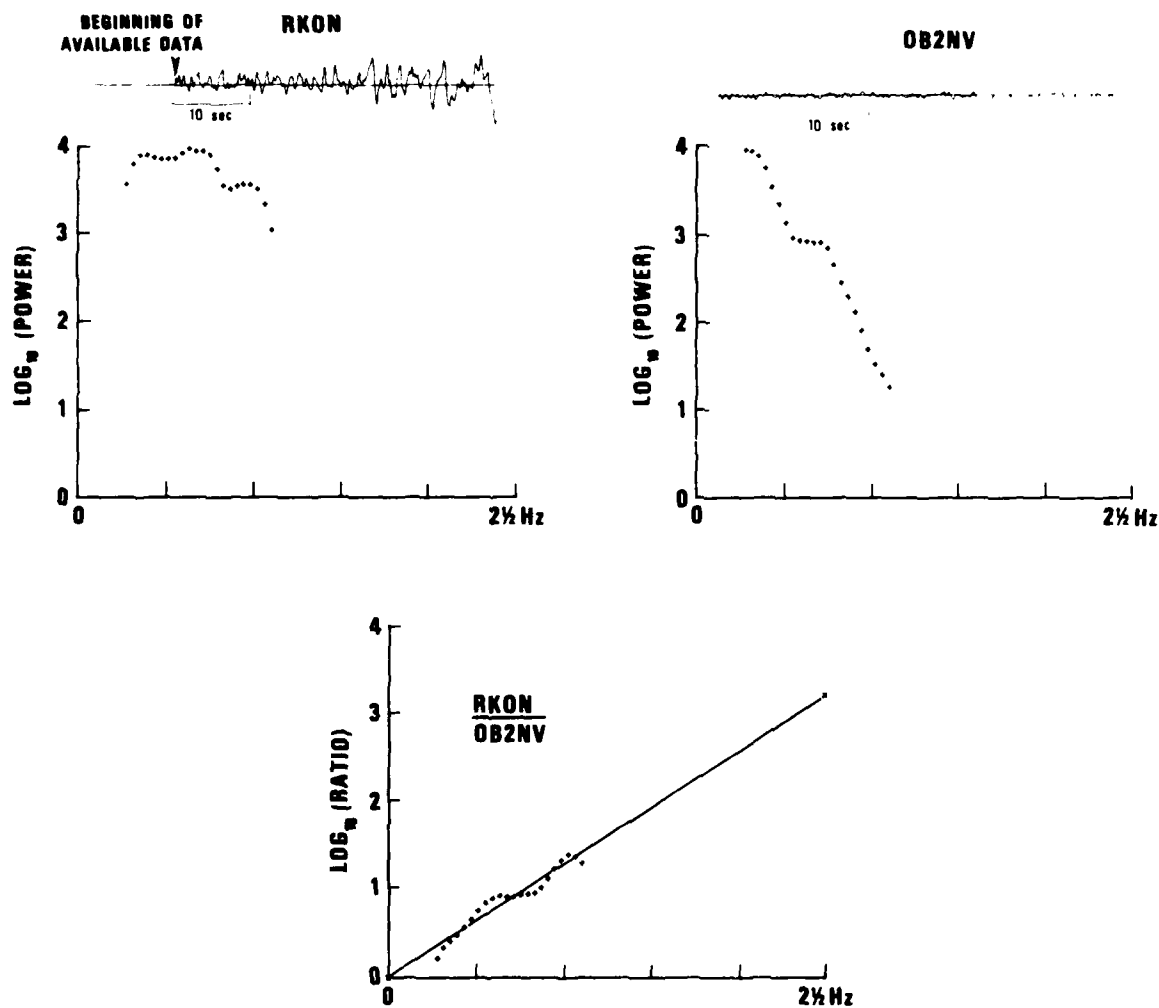 BEGINNING OF
AVAILABLE DATA
RKON
10 sec
4
3
2
1
0
LOG₁₀ (POWER)
0
2½ Hz
OB2NV
10 sec
4
3
2
1
0
LOG₁₀ (POWER)
0
2½ Hz
4
3
2
1
0
LOG₁₀ (RATIO)
RKON
OB2NV
0
2½ Hz